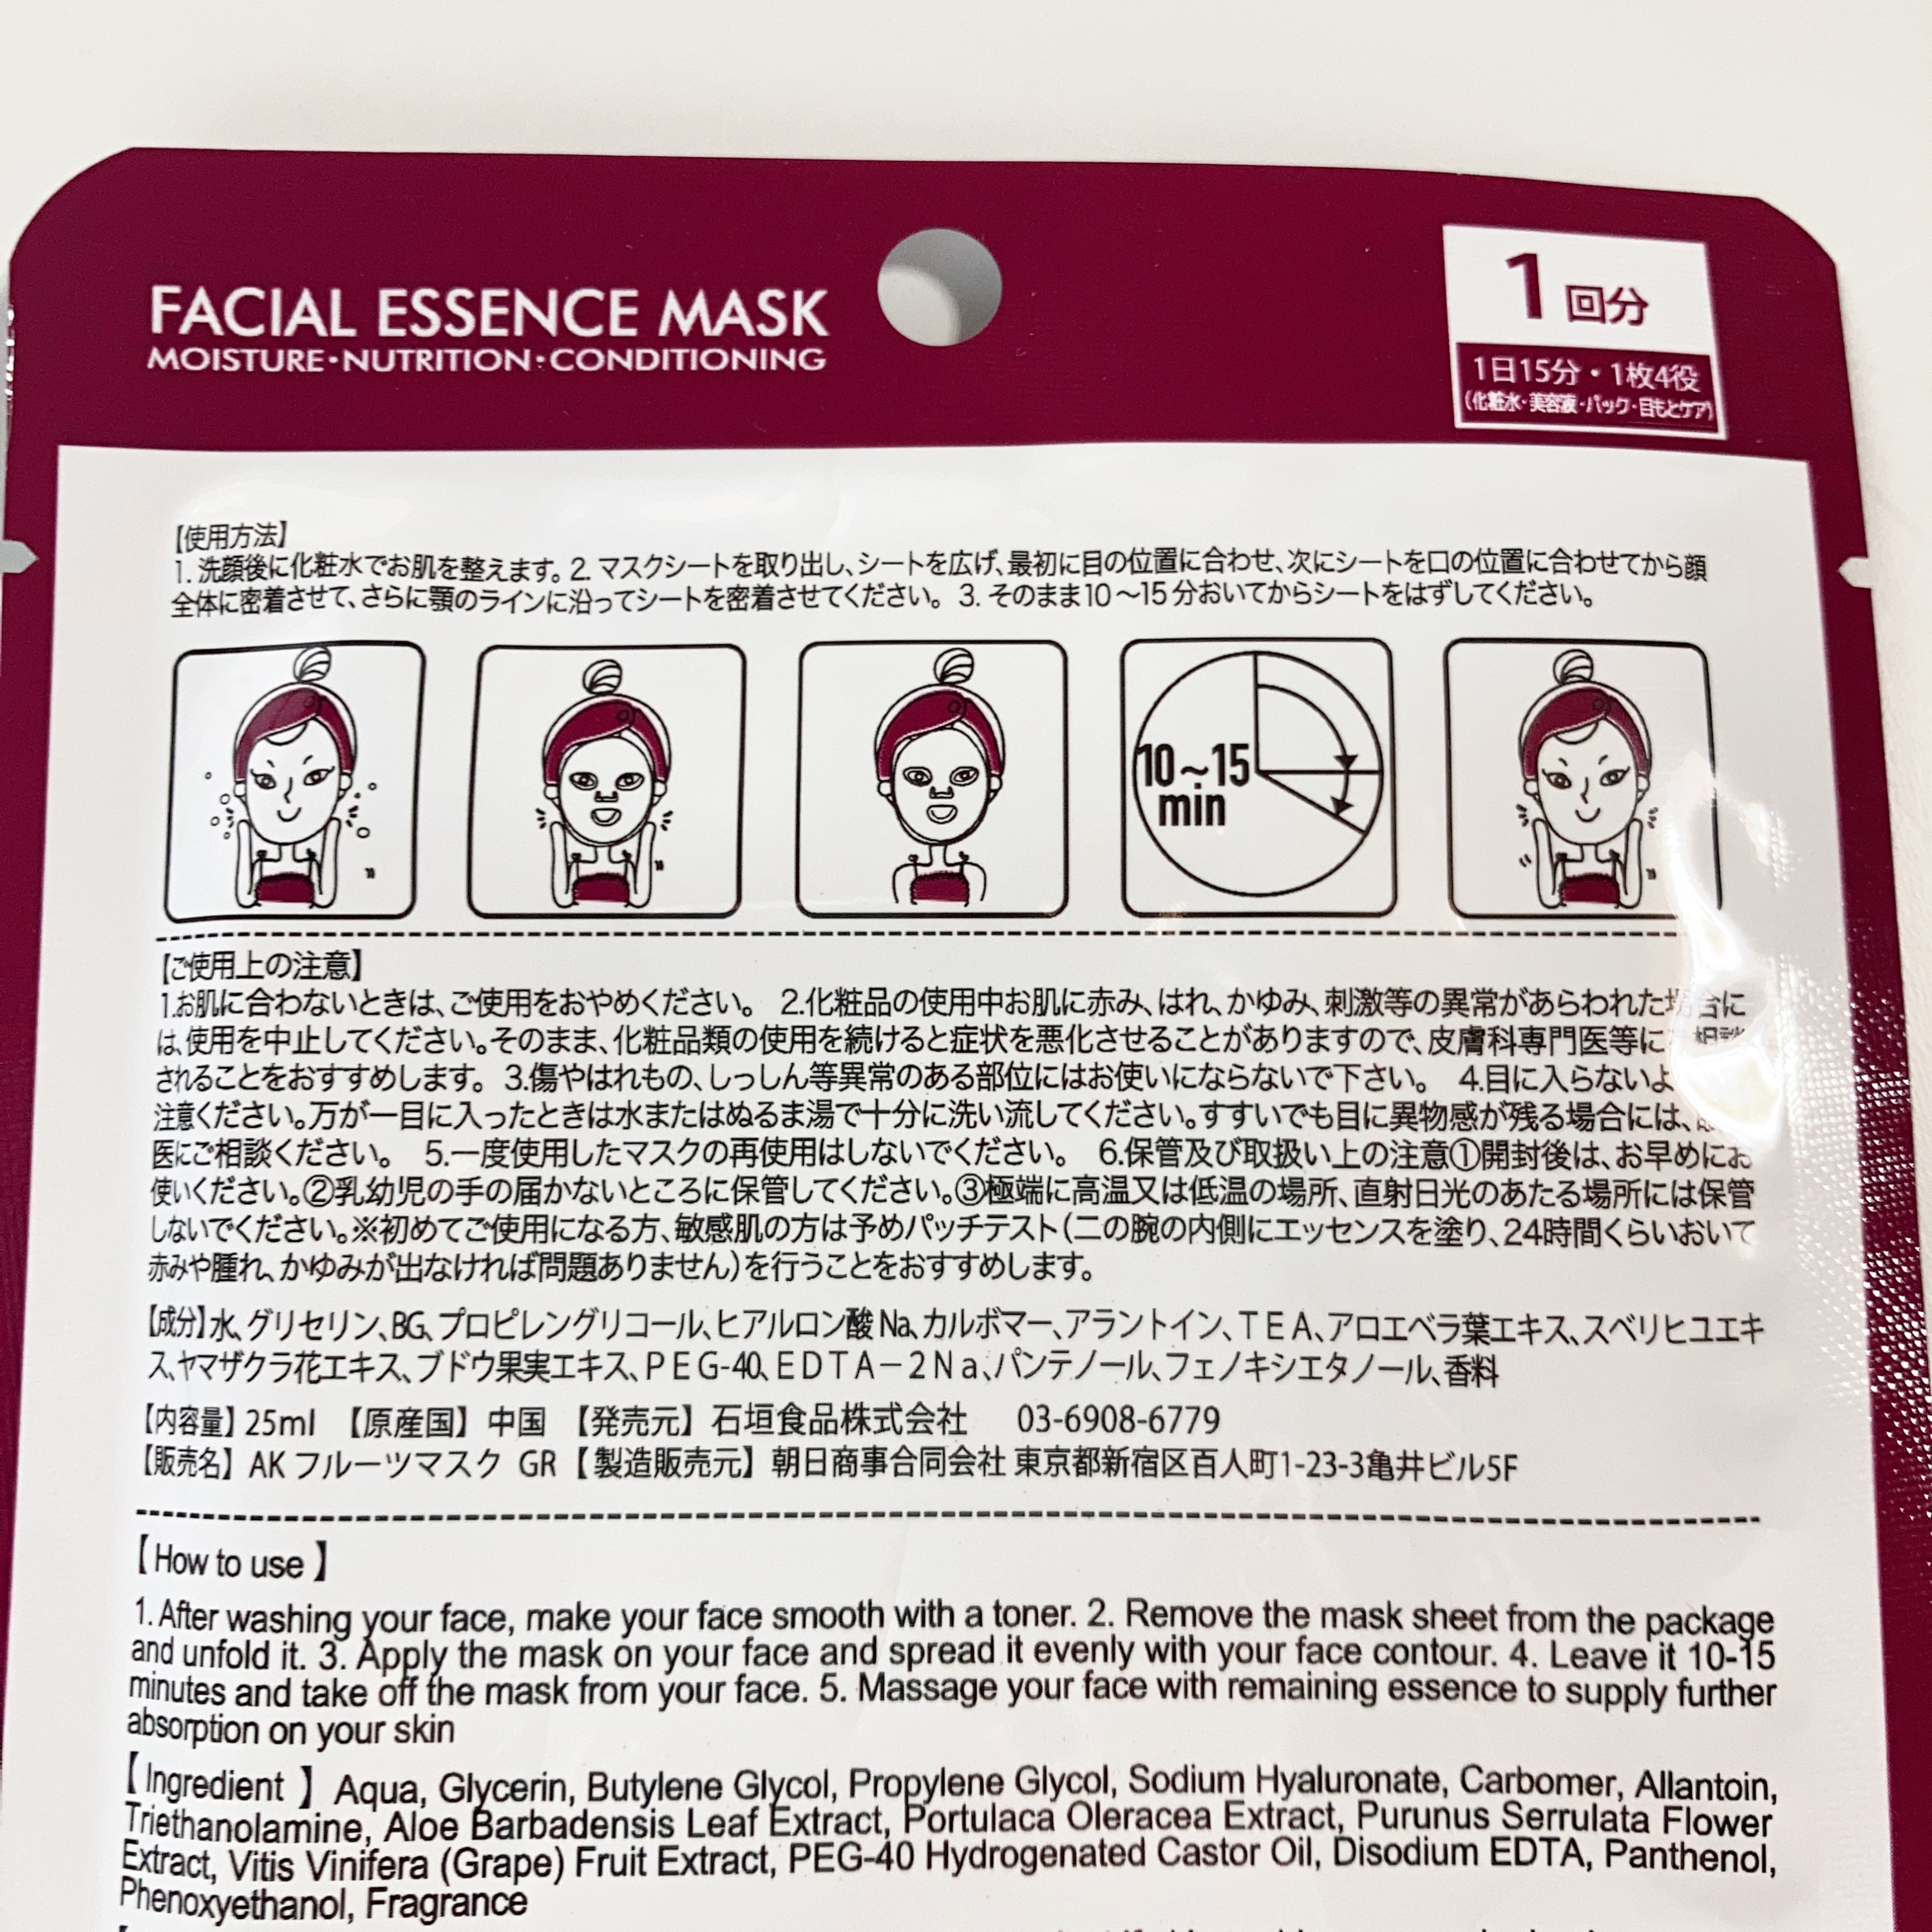 FACIAL ESSENCE MASK
MOISTURE・NUTRITION・CONDITIONING
1回分
1日15分・1枚4役
(化粧水・美容液・パック・目もとケア)
【使用方法】
1. 洗顔後に化粧水でお肌を整えます。2. マスクシートを取り出し、シートを広げ、最初に目の位置に合わせ、次にシートを口の位置に合わせてから顔
全体に密着させて、さらに顎のラインに沿ってシートを密着させてください。 3. そのまま10～15分おいてからシートをはずしてください。
10～15
min
【ご使用上の注意】
1.お肌に合わないときは、ご使用をおやめください。 2.化粧品の使用中お肌に赤み、はれ、かゆみ、刺激等の異常があらわれた場合に
は、使用を中止してください。そのまま、化粧品類の使用を続けると症状を悪化させることがありますので、皮膚科専門医等に
されることをおすすめします。 3.傷やはれもの、しっしん等異常のある部位にはお使いにならないで下さい。 4.目に入らないよ
注意ください。万が一目に入ったときは水またはぬるま湯で十分に洗い流してください。すすいでも目に異物感が残る場合には、
医にご相談ください。 5.一度使用したマスクの再使用はしないでください。 6.保管及び取扱い上の注意①開封後は、お早めにお
使いください。②乳幼児の手の届かないところに保管してください。③極端に高温又は低温の場所、直射日光のあたる場所には保管
しないでください。※初めてご使用になる方、敏感肌の方は予めパッチテスト(二の腕の内側にエッセンスを塗り、24時間くらいおいて
赤みや腫れ、かゆみが出なければ問題ありません)を行うことをおすすめします。
【成分】水、グリセリン、BG、プロピレングリコール、ヒアルロン酸Na、カルボマー、アラントイン、TEA、アロエベラ葉エキス、スベリヒユエキ
ス、ヤマザクラ花エキス、ブドウ果実エキス、PEG-40、EDTA－2Na、パンテノール、フェノキシエタノール、香料
【内容量】25ml 【原産国】中国 【発売元】石垣食品株式会社 03-6908-6779
【販売名】AKフルーツマスク GR【製造販売元】朝日商事合同会社 東京都新宿区百人町1-23-3亀井ビル5F
【How to use】
1. After washing your face, make your face smooth with a toner. 2. Remove the mask sheet from the package
and unfold it. 3. Apply the mask on your face and spread it evenly with your face contour. 4. Leave it 10-15
minutes and take off the mask from your face. 5. Massage your face with remaining essence to supply further
absorption on your skin
【Ingredient】Aqua, Glycerin, Butylene Glycol, Propylene Glycol, Sodium Hyaluronate, Carbomer, Allantoin,
Triethanolamine, Aloe Barbadensis Leaf Extract, Portulaca Oleracea Extract, Purunus Serrulata Flower
Extract, Vitis Vinifera (Grape) Fruit Extract, PEG-40 Hydrogenated Castor Oil, Disodium EDTA, Panthenol,
Phenoxyethanol, Fragrance